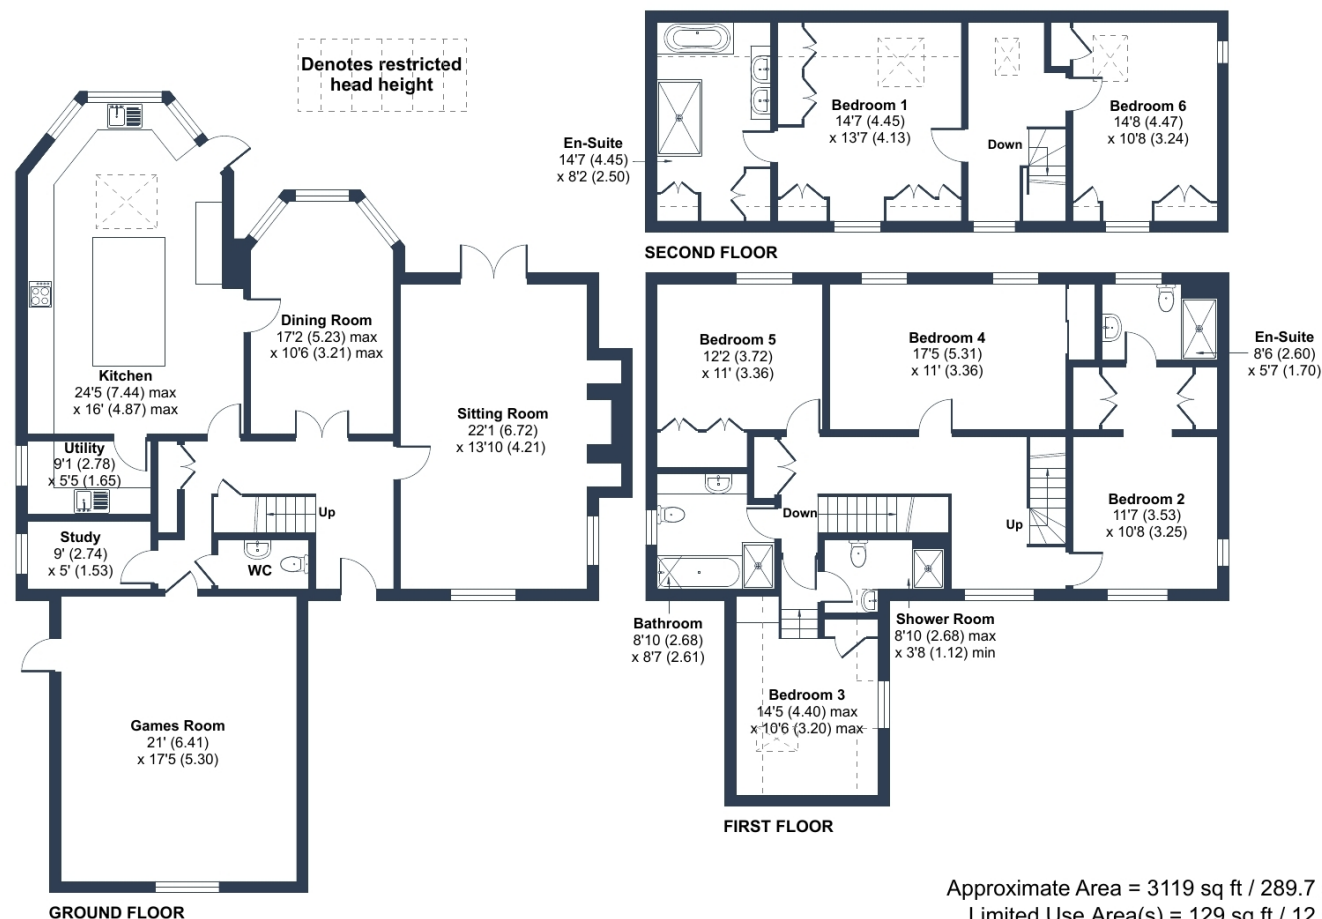 Denotes restricted
head height
En-Suite
14'7 (4.45)
x 8'2 (2.50)
Bedroom 1
14'7 (4.45)
x 13'7 (4.13)
Down
Bedroom 6
14'8 (4.47)
x 10'8 (3.24)
SECOND FLOOR
Kitchen
24'5 (7.44) max
x 16' (4.87) max
Dining Room
17'2 (5.23) max
x 10'6 (3.21) max
Sitting Room
22'1 (6.72)
x 13'10 (4.21)
Utility
9'1 (2.78)
x 5'5 (1.65)
Study
9' (2.74)
x 5' (1.53)
Up
WC
Games Room
21' (6.41)
x 17'5 (5.30)
GROUND FLOOR
Bedroom 5
12'2 (3.72)
x 11' (3.36)
Bedroom 4
17'5 (5.31)
x 11' (3.36)
En-Suite
8'6 (2.60)
x 5'7 (1.70)
Down
Up
Bedroom 2
11'7 (3.53)
x 10'8 (3.25)
Bathroom
8'10 (2.68)
x 8'7 (2.61)
Shower Room
8'10 (2.68) max
x 3'8 (1.12) min
Bedroom 3
14'5 (4.40) max
x 10'6 (3.20) max
FIRST FLOOR
Approximate Area = 3119 sq ft / 289.7
Limited Use Area(s) = 129 sq ft / 12